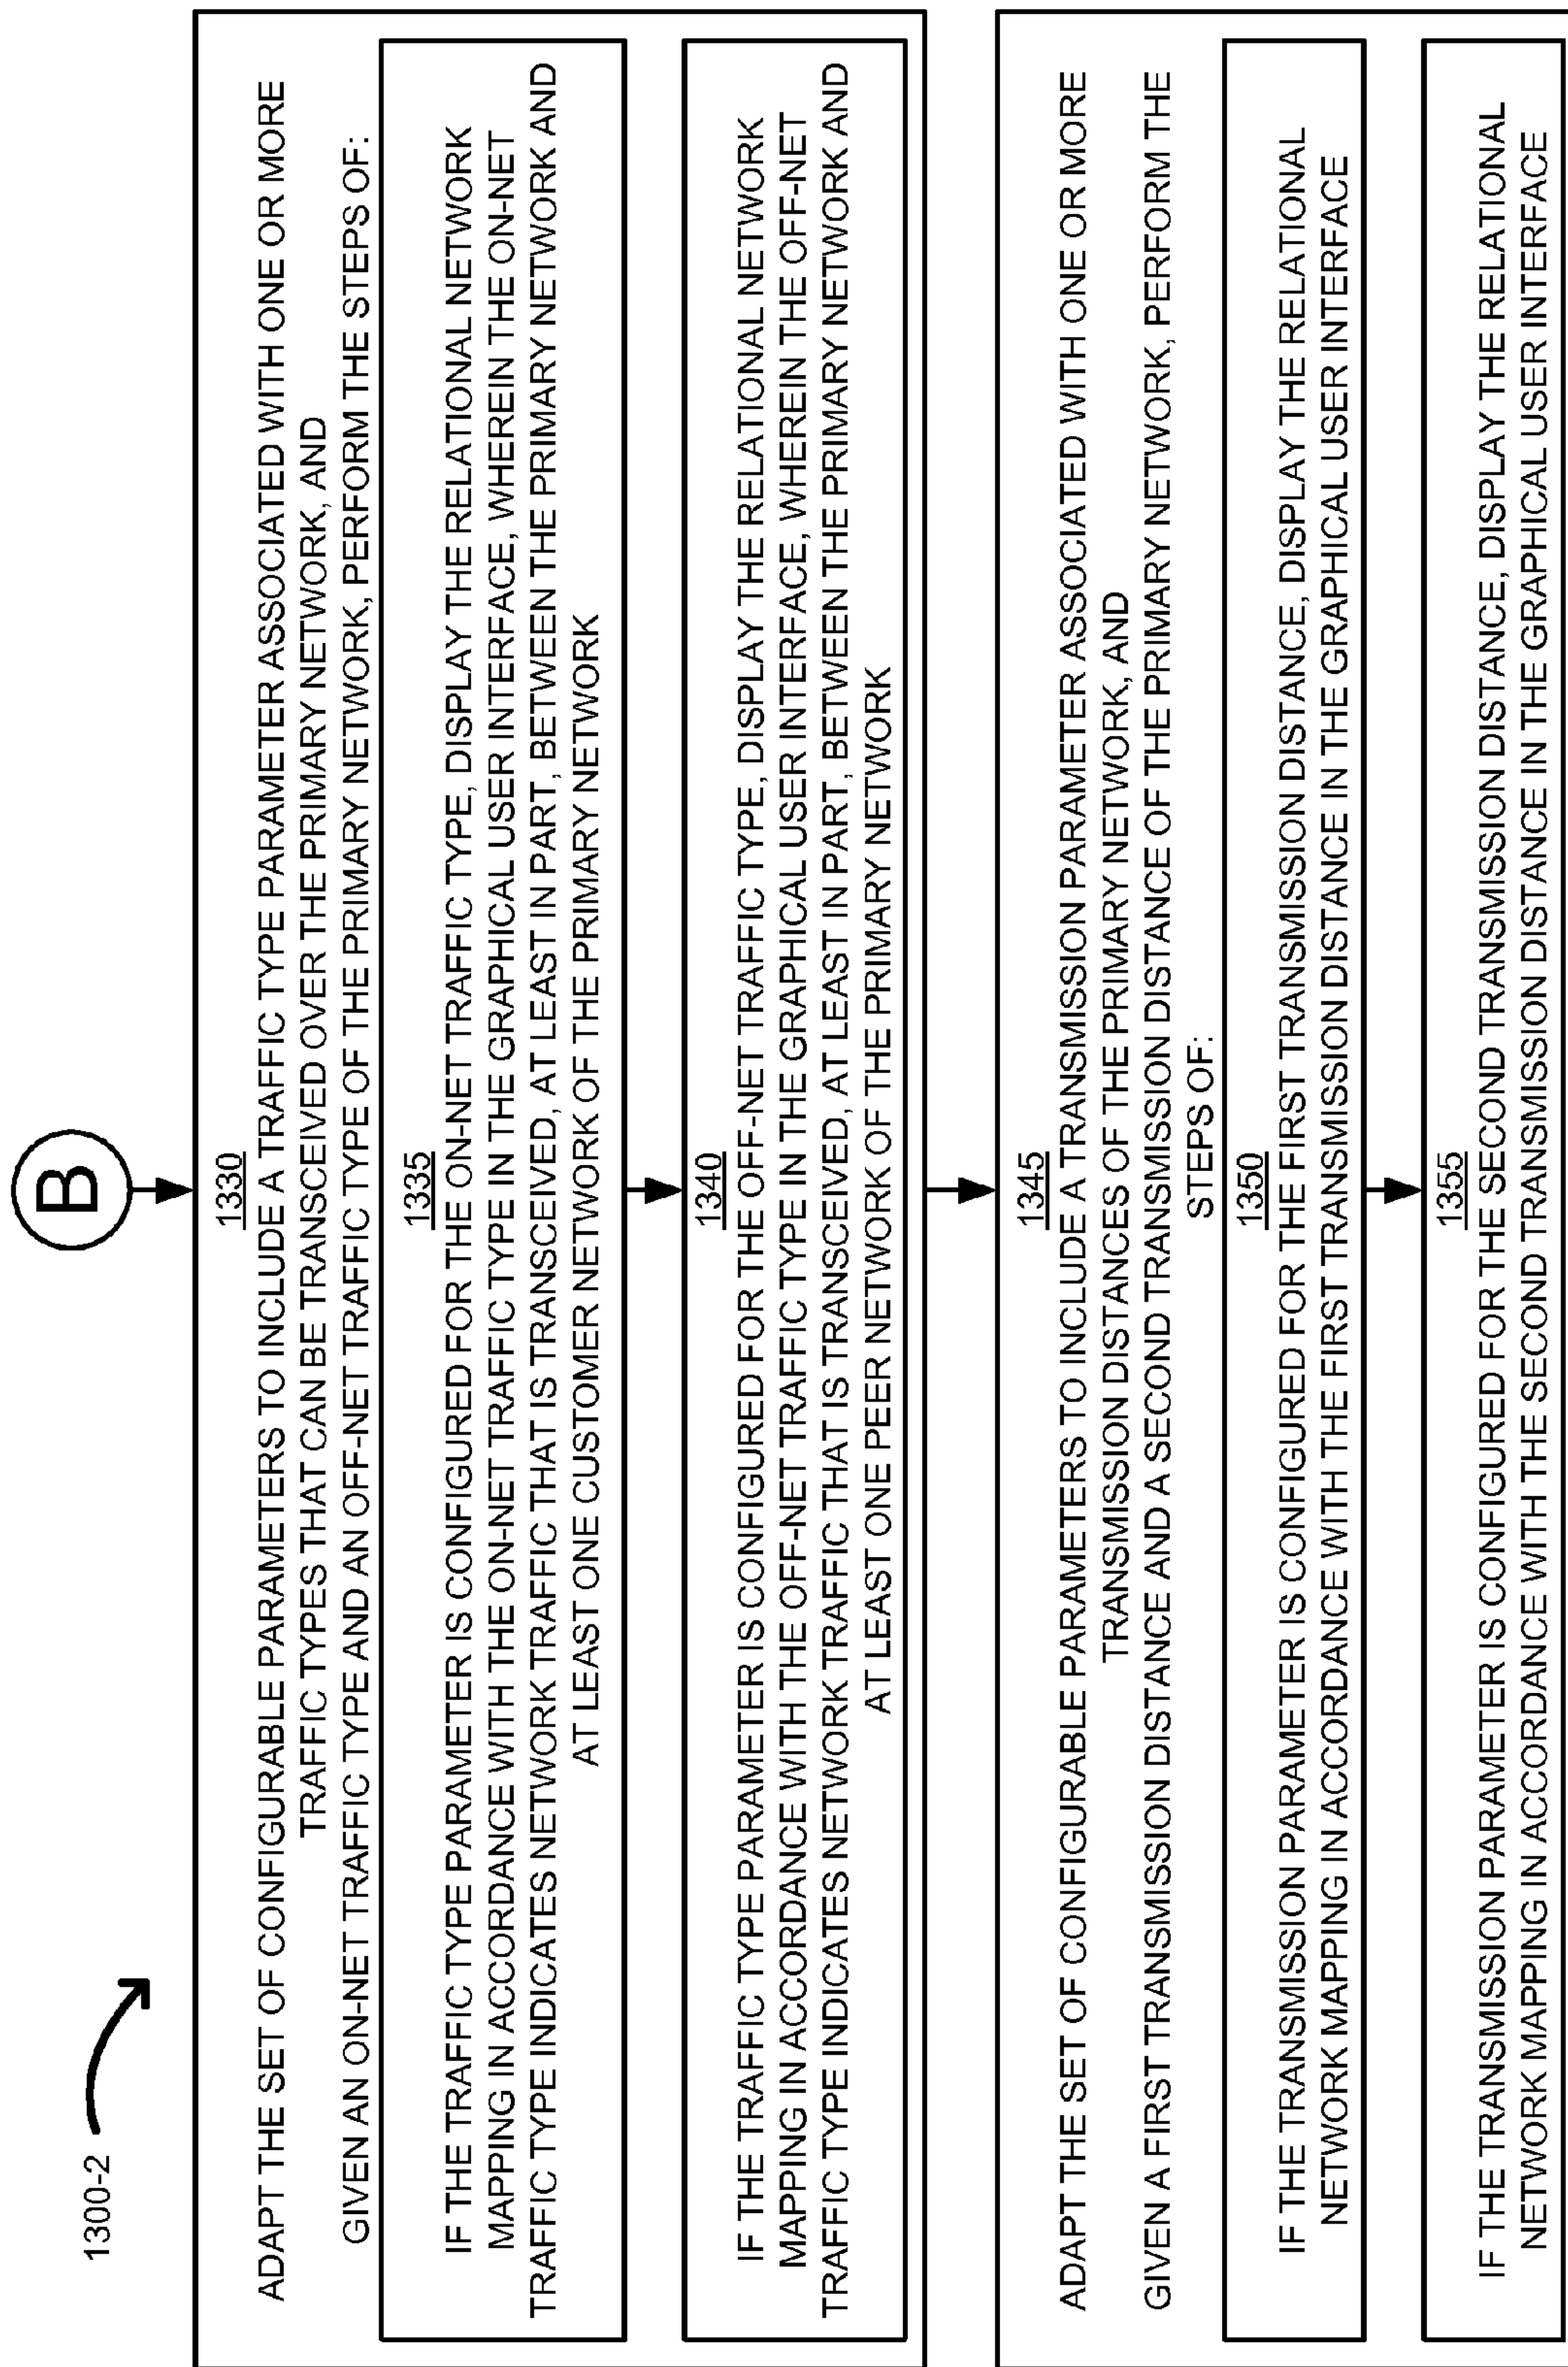 1300-2
B
1330
ADAPT THE SET OF CONFIGURABLE PARAMETERS TO INCLUDE A TRAFFIC TYPE PARAMETER ASSOCIATED WITH ONE OR MORE
TRAFFIC TYPES THAT CAN BE TRANSCEIVED OVER THE PRIMARY NETWORK, AND
GIVEN AN ON-NET TRAFFIC TYPE AND AN OFF-NET TRAFFIC TYPE OF THE PRIMARY NETWORK, PERFORM THE STEPS OF:
1335
IF THE TRAFFIC TYPE PARAMETER IS CONFIGURED FOR THE ON-NET TRAFFIC TYPE, DISPLAY THE RELATIONAL NETWORK
MAPPING IN ACCORDANCE WITH THE ON-NET TRAFFIC TYPE IN THE GRAPHICAL USER INTERFACE, WHEREIN THE ON-NET
TRAFFIC TYPE INDICATES NETWORK TRAFFIC THAT IS TRANSCEIVED, AT LEAST IN PART, BETWEEN THE PRIMARY NETWORK AND
AT LEAST ONE CUSTOMER NETWORK OF THE PRIMARY NETWORK
1340
IF THE TRAFFIC TYPE PARAMETER IS CONFIGURED FOR THE OFF-NET TRAFFIC TYPE, DISPLAY THE RELATIONAL NETWORK
MAPPING IN ACCORDANCE WITH THE OFF-NET TRAFFIC TYPE IN THE GRAPHICAL USER INTERFACE, WHEREIN THE OFF-NET
TRAFFIC TYPE INDICATES NETWORK TRAFFIC THAT IS TRANSCEIVED, AT LEAST IN PART, BETWEEN THE PRIMARY NETWORK AND
AT LEAST ONE PEER NETWORK OF THE PRIMARY NETWORK
1345
ADAPT THE SET OF CONFIGURABLE PARAMETERS TO INCLUDE A TRANSMISSION PARAMETER ASSOCIATED WITH ONE OR MORE
TRANSMISSION DISTANCES OF THE PRIMARY NETWORK, AND
GIVEN A FIRST TRANSMISSION DISTANCE AND A SECOND TRANSMISSION DISTANCE OF THE PRIMARY NETWORK, PERFORM THE
STEPS OF:
1350
IF THE TRANSMISSION PARAMETER IS CONFIGURED FOR THE FIRST TRANSMISSION DISTANCE, DISPLAY THE RELATIONAL
NETWORK MAPPING IN ACCORDANCE WITH THE FIRST TRANSMISSION DISTANCE IN THE GRAPHICAL USER INTERFACE
1355
IF THE TRANSMISSION PARAMETER IS CONFIGURED FOR THE SECOND TRANSMISSION DISTANCE, DISPLAY THE RELATIONAL
NETWORK MAPPING IN ACCORDANCE WITH THE SECOND TRANSMISSION DISTANCE IN THE GRAPHICAL USER INTERFACE